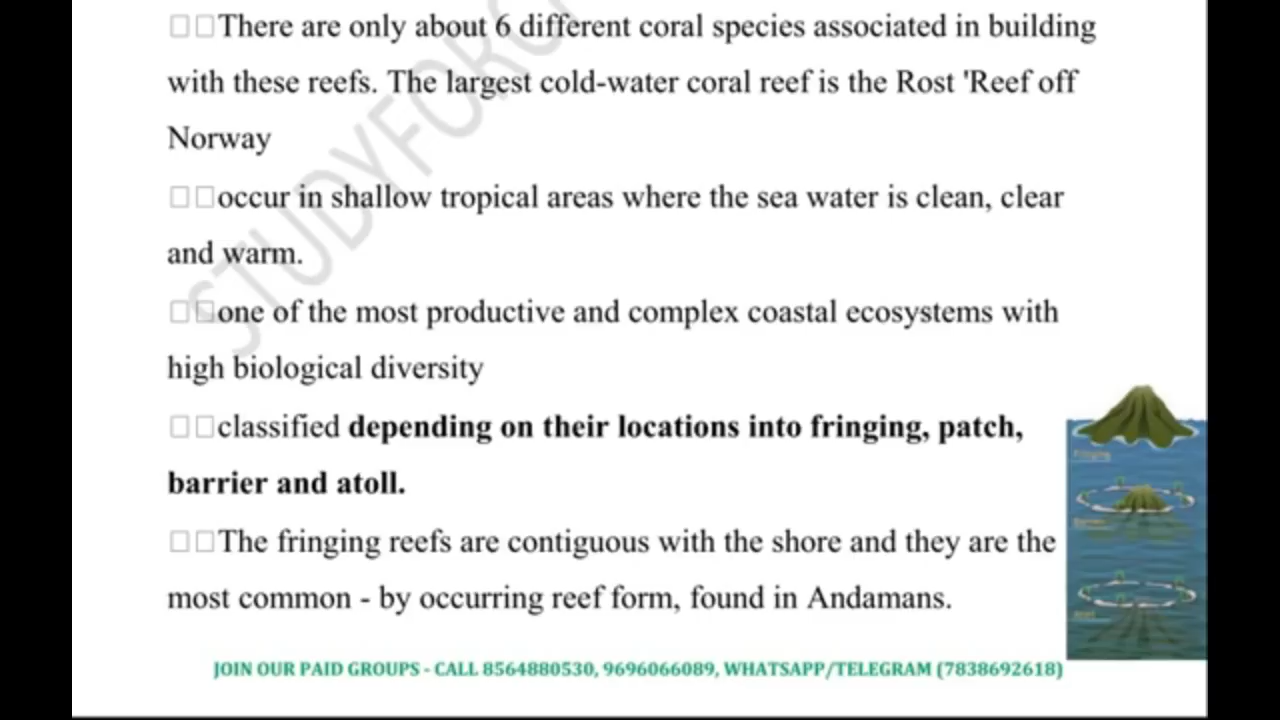 □□There are only about 6 different coral species associated in building
with these reefs. The largest cold-water coral reef is the Rost 'Reef off
Norway
□□occur in shallow tropical areas where the sea water is clean, clear
and warm.
□□one of the most productive and complex coastal ecosystems with
high biological diversity
□□classified depending on their locations into fringing, patch,
barrier and atoll.
□□The fringing reefs are contiguous with the shore and they are the
most common - by occurring reef form, found in Andamans.
JOIN OUR PAID GROUPS - CALL 8564880530, 9696066089, WHATSAPP/TELEGRAM (7838692618)